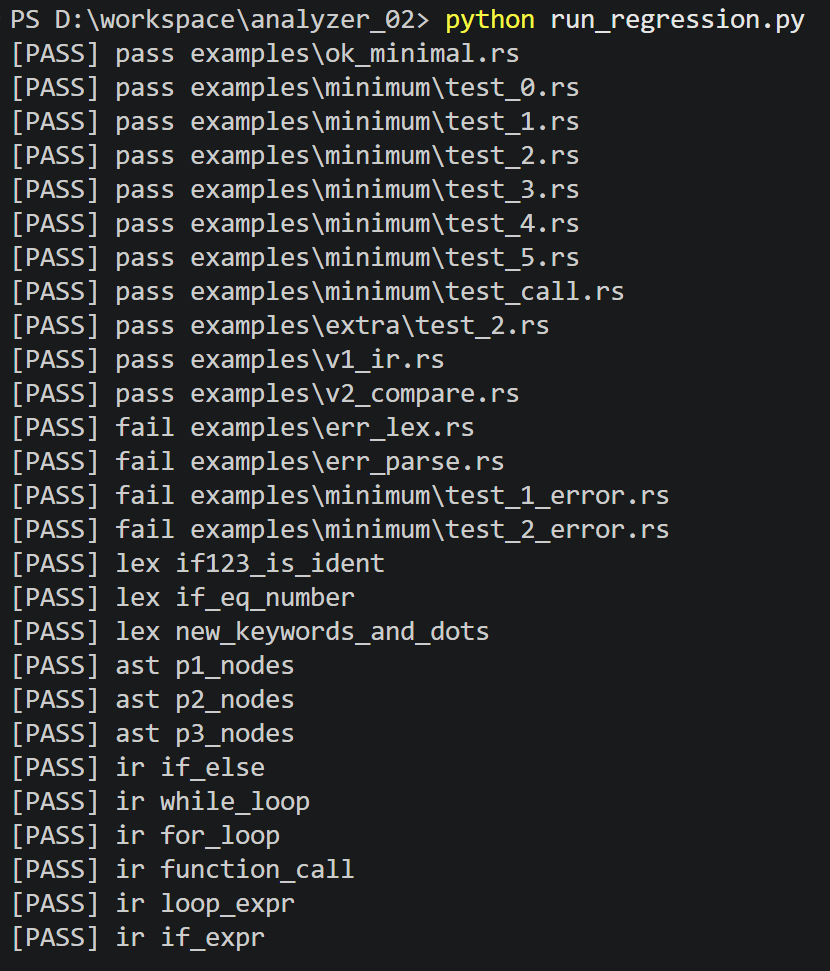 PS D:\workspace\analyzer_02> python run_regression.py
[PASS] pass examples\ok_minimal.rs
[PASS] pass examples\minimum\test_0.rs
[PASS] pass examples\minimum\test_1.rs
[PASS] pass examples\minimum\test_2.rs
[PASS] pass examples\minimum\test_3.rs
[PASS] pass examples\minimum\test_4.rs
[PASS] pass examples\minimum\test_5.rs
[PASS] pass examples\minimum\test_call.rs
[PASS] pass examples\extra\test_2.rs
[PASS] pass examples\v1_ir.rs
[PASS] pass examples\v2_compare.rs
[PASS] fail examples\err_lex.rs
[PASS] fail examples\err_parse.rs
[PASS] fail examples\minimum\test_1_error.rs
[PASS] fail examples\minimum\test_2_error.rs
[PASS] lex if123_is_ident
[PASS] lex if_eq_number
[PASS] lex new_keywords_and_dots
[PASS] ast p1_nodes
[PASS] ast p2_nodes
[PASS] ast p3_nodes
[PASS] ir if_else
[PASS] ir while_loop
[PASS] ir for_loop
[PASS] ir function_call
[PASS] ir loop_expr
[PASS] ir if_expr